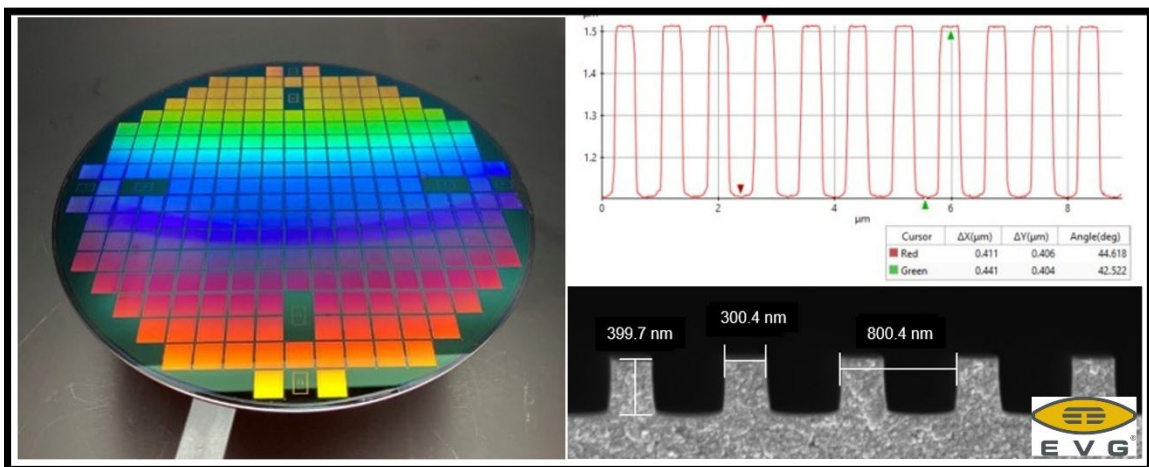 µm
1.5
1.4
1.3
1.2
0 2 4 6 8
µm
Cursor ΔX(µm) ΔY(µm) Angle(deg)
Red 0.411 0.406 44.618
Green 0.441 0.404 42.522
399.7 nm
300.4 nm
800.4 nm
EVG®